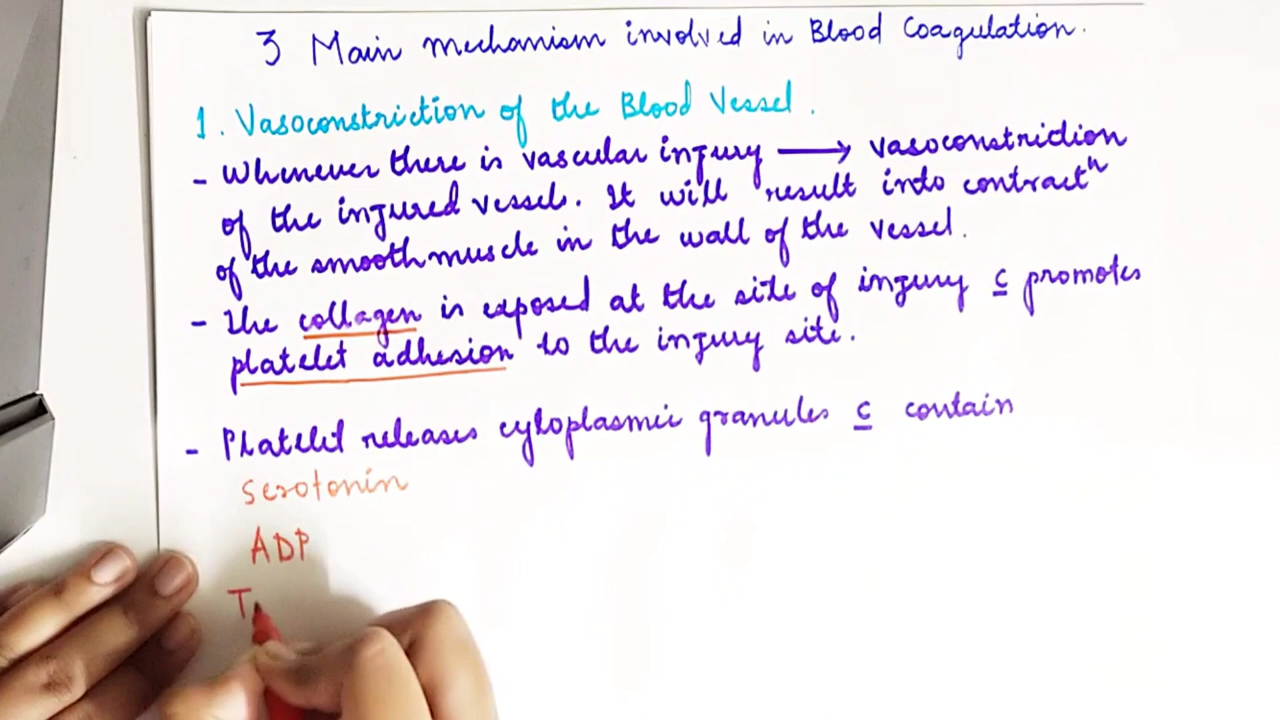 3 Main mechanism involved in Blood Coagulation.
1. Vasoconstriction of the Blood Vessel.
- Whenever there is vascular injury → vasoconstriction
of the injured vessel. It will result into contractⁿ
of the smooth muscle in the wall of the vessel.
- The collagen is exposed at the site of injury c promotes
platelet adhesion to the injury site.
- Platelet releases cytoplasmic granules c contain
Serotonin
ADP
T